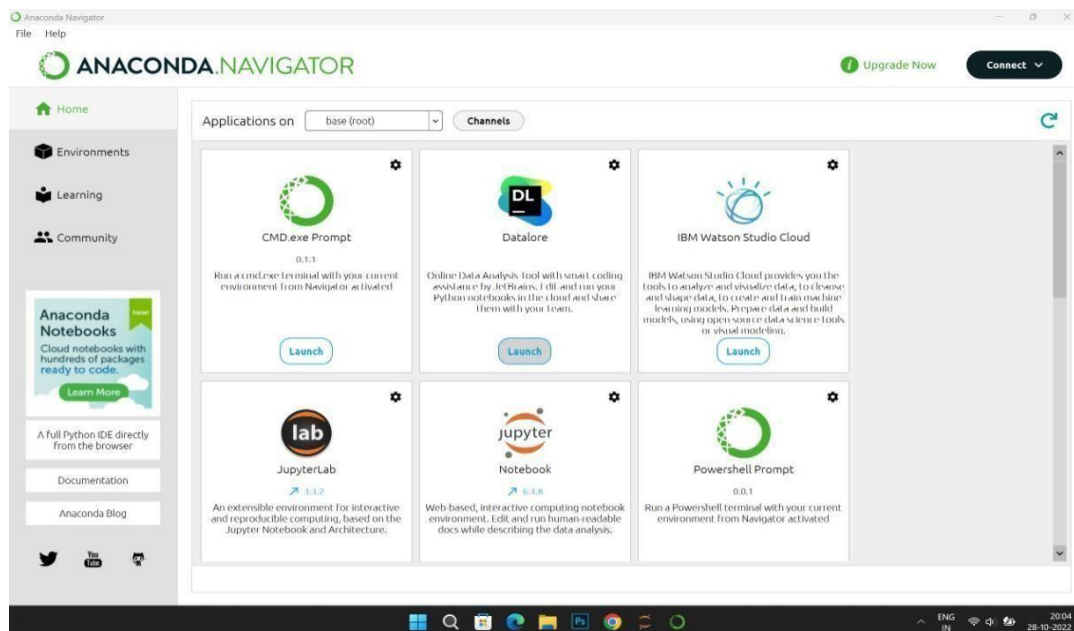 Anaconda Navigator
File Help
ANACONDA.NAVIGATOR
i Upgrade Now
Connect
Home
Environments
Learning
Community
Anaconda
Notebooks
New!
Cloud notebooks with
hundreds of packages
ready to code.
Learn More
A full Python IDE directly
from the browser
Documentation
Anaconda Blog
You
Tube
Applications on base (root) Channels
CMD.exe Prompt
0.1.1
Run a cmd.exe terminal with your current
environment from Navigator activated
Launch
DL
Datalore
Online Data Analysis Tool with smart coding
assistance by JetBrains. Edit and run your
Python notebooks in the cloud and share
them with your team.
Launch
IBM Watson Studio Cloud
IBM Watson Studio Cloud provides you the
tools to analyze and visualize data, to cleanse
and shape data, to create and train machine
learning models. Prepare data and build
models, using open source data science tools
or visual modeling.
Launch
lab
JupyterLab
3.3.2
An extensible environment for interactive
and reproducible computing, based on the
Jupyter Notebook and Architecture.
jupyter
Notebook
6.4.8
Web-based, interactive computing notebook
environment. Edit and run human-readable
docs while describing the data analysis.
Powershell Prompt
0.0.1
Run a Powershell terminal with your current
environment from Navigator activated
Ps
ENG
IN
20:04
28-10-2022